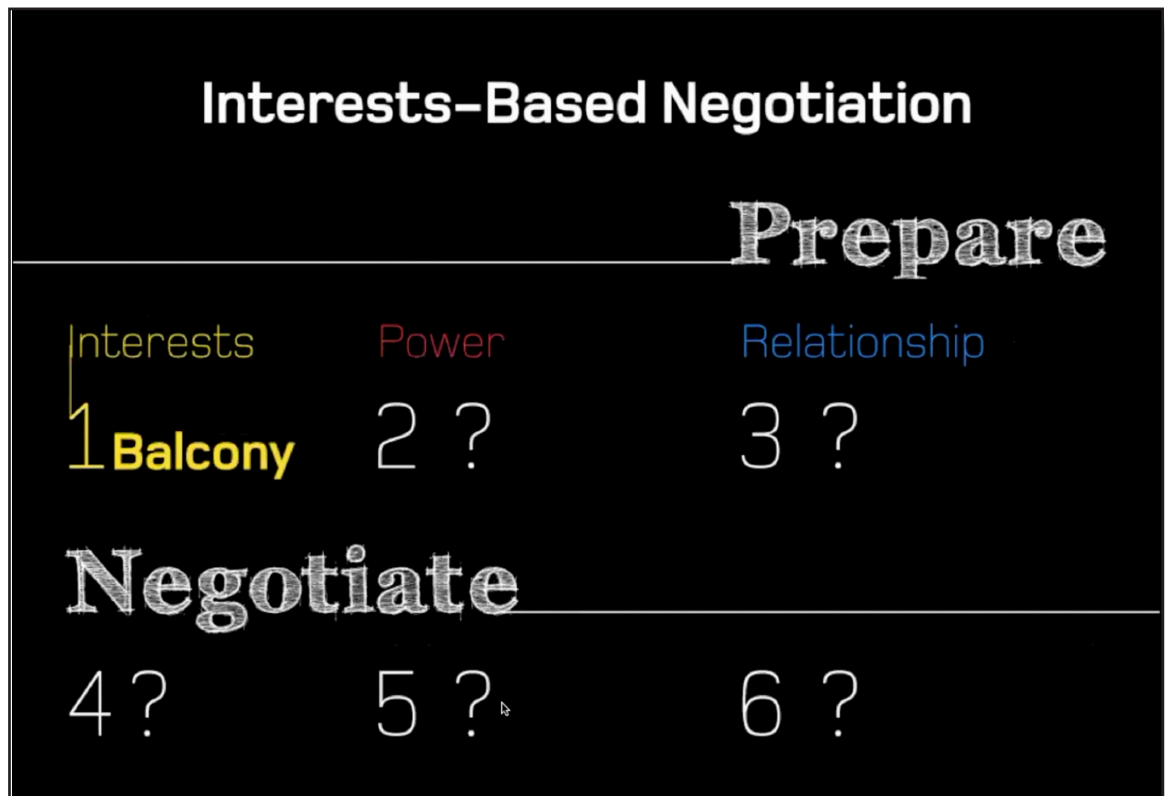 Interests-Based Negotiation
Prepare
Interests Power Relationship
1 Balcony 2 ? 3 ?
Negotiate
4 ? 5 ? 6 ?